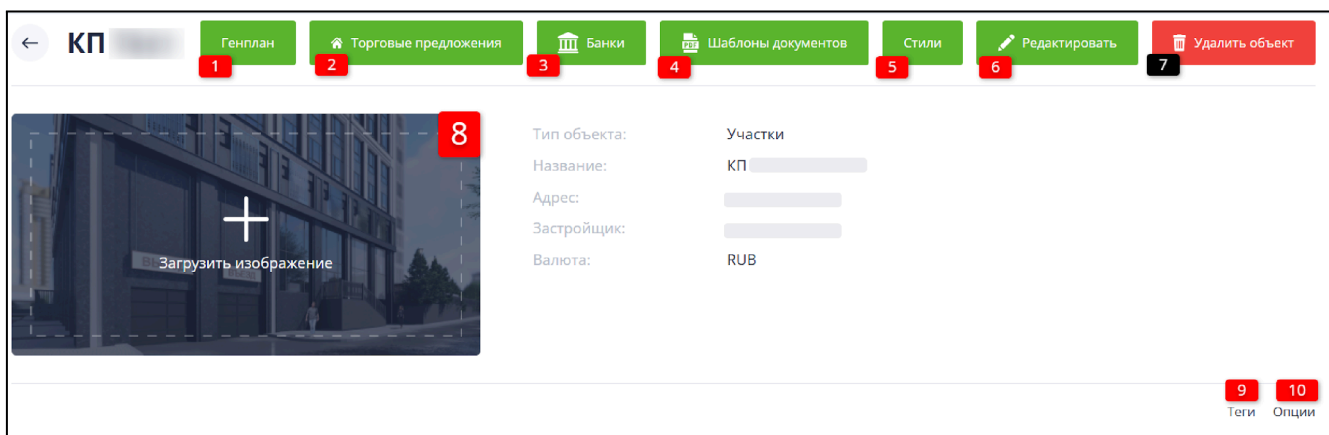 ← КП
Генплан
Торговые предложения
Банки
PDF Шаблоны документов
Стили
Редактировать
Удалить объект
1
2
3
4
5
6
7
8
Загрузить изображение
Тип объекта: Участки
Название: КП
Адрес:
Застройщик:
Валюта: RUB
9
10
Теги
Опции